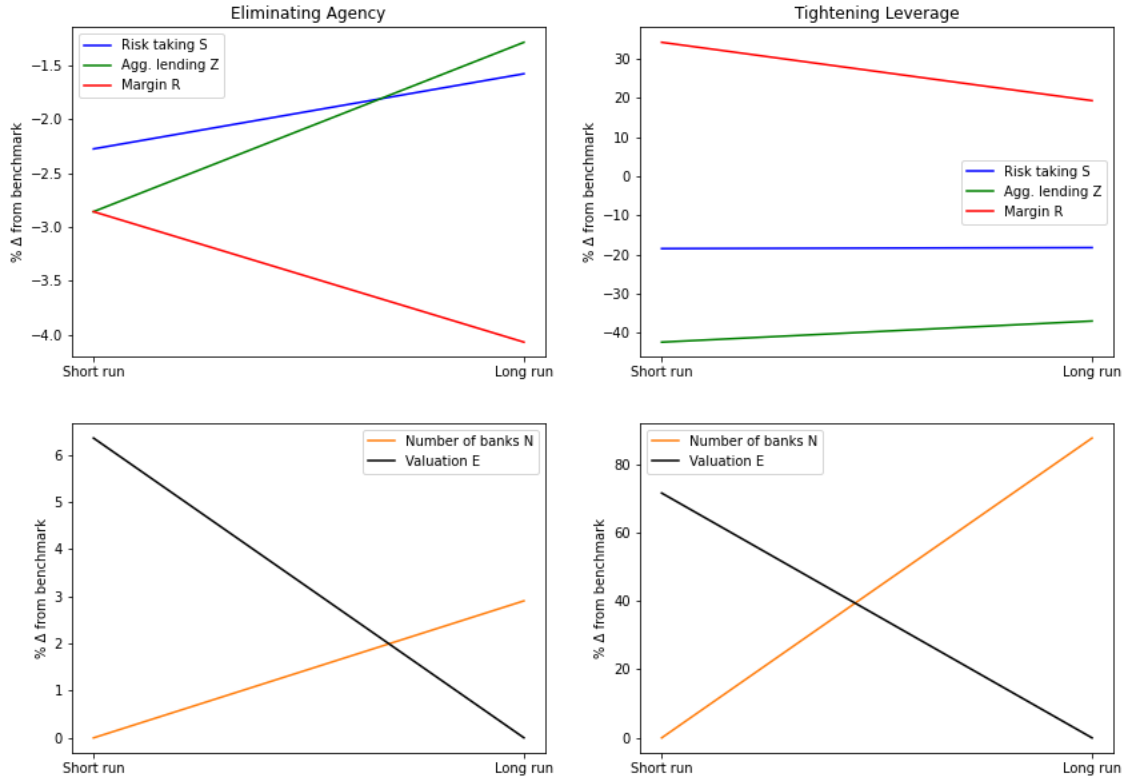 Eliminating Agency
% Δ from benchmark
−1.5
−2.0
−2.5
−3.0
−3.5
−4.0
Risk taking S
Agg. lending Z
Margin R
Short run
Long run
Tightening Leverage
% Δ from benchmark
30
20
10
0
−10
−20
−30
−40
Risk taking S
Agg. lending Z
Margin R
Short run
Long run
% Δ from benchmark
6
5
4
3
2
1
0
Number of banks N
Valuation E
Short run
Long run
% Δ from benchmark
80
60
40
20
0
Number of banks N
Valuation E
Short run
Long run